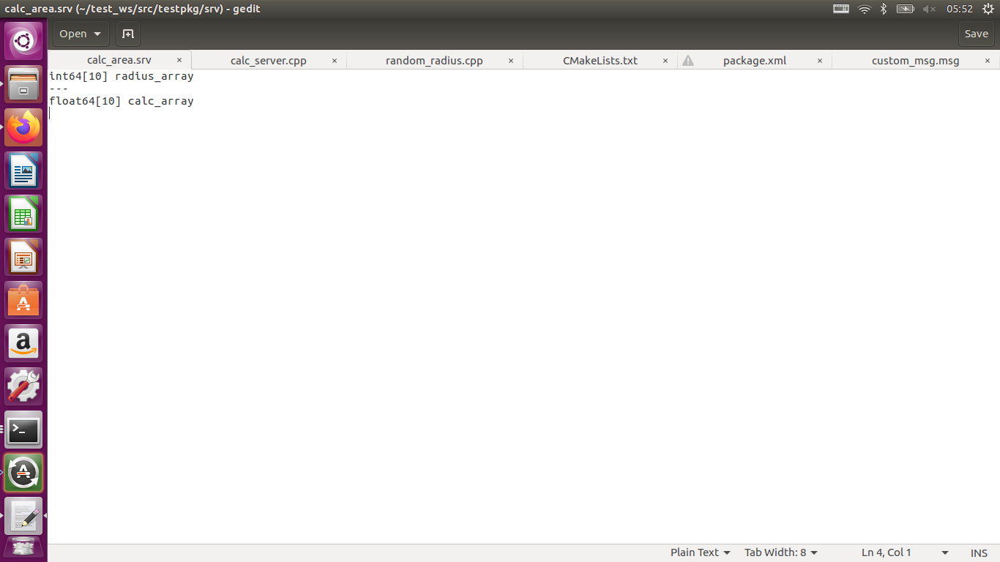 calc_area.srv (~/test_ws/src/testpkg/srv) - gedit
05:52
Open
Save
calc_area.srv × calc_server.cpp × random_radius.cpp × CMakeLists.txt × package.xml × custom_msg.msg ×
int64[10] radius_array
---
float64[10] calc_array
Plain Text Tab Width: 8 Ln 4, Col 1 INS